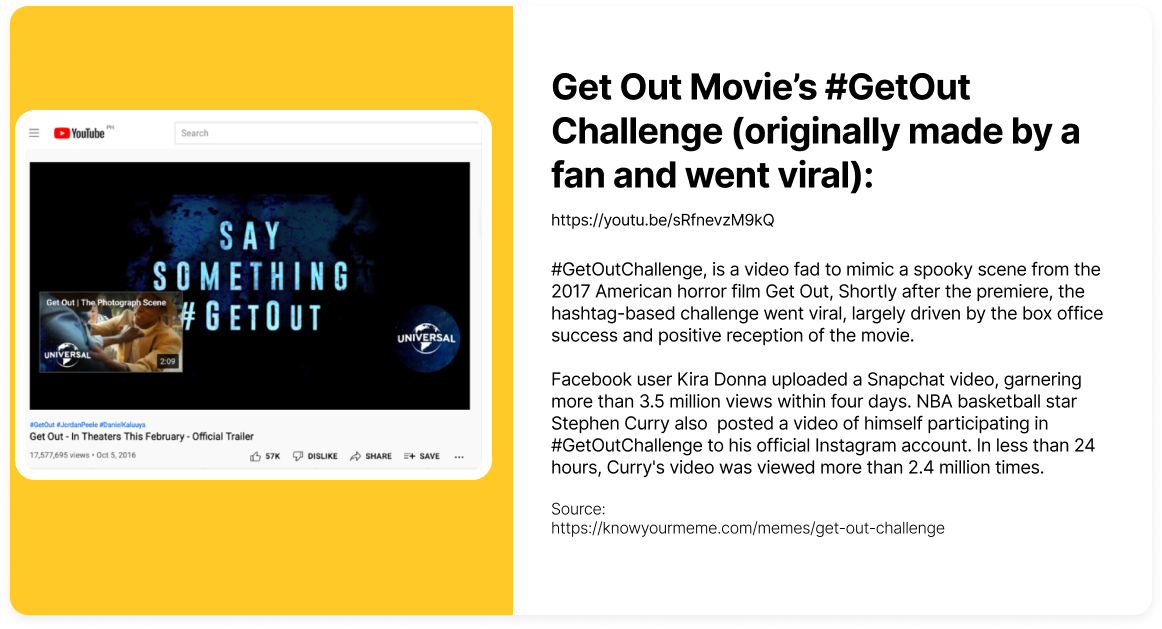 YouTube PH
Search
SAY
SOMETHING
#GETOUT
Get Out | The Photograph Scene
UNIVERSAL
2:09
UNIVERSAL
#GetOut #JordanPeele #DanielKaluuya
Get Out - In Theaters This February - Official Trailer
17,577,695 views • Oct 5, 2016
57K DISLIKE SHARE SAVE ...
Get Out Movie’s #GetOut
Challenge (originally made by a
fan and went viral):
https://youtu.be/sRfnevzM9kQ
#GetOutChallenge, is a video fad to mimic a spooky scene from the
2017 American horror film Get Out, Shortly after the premiere, the
hashtag-based challenge went viral, largely driven by the box office
success and positive reception of the movie.
Facebook user Kira Donna uploaded a Snapchat video, garnering
more than 3.5 million views within four days. NBA basketball star
Stephen Curry also  posted a video of himself participating in
#GetOutChallenge to his official Instagram account. In less than 24
hours, Curry's video was viewed more than 2.4 million times.
Source:
https://knowyourmeme.com/memes/get-out-challenge